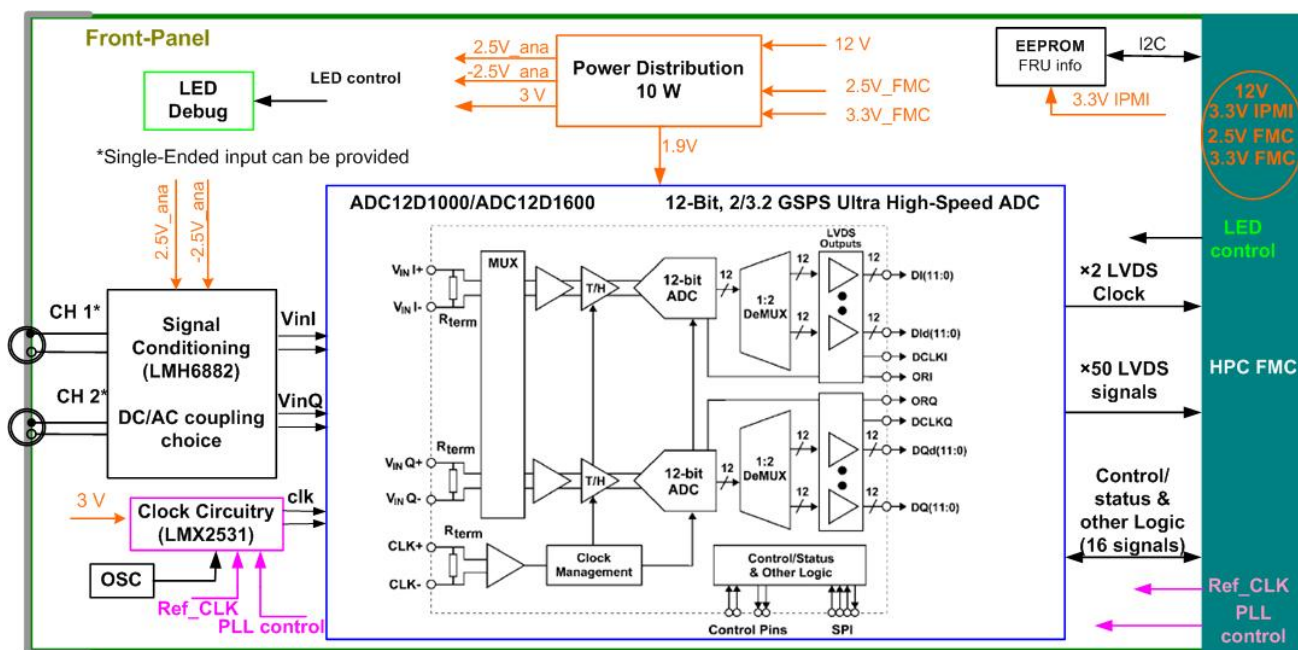 Front-Panel
LED
Debug
LED control
*Single-Ended input can be provided
2.5V_ana
-2.5V_ana
3 V
Power Distribution
10 W
12 V
2.5V_FMC
3.3V_FMC
1.9V
EEPROM
FRU info
I2C
3.3V IPMI
12V
3.3V IPMI
2.5V FMC
3.3V FMC
LED
control
HPC FMC
Ref_CLK
PLL
control
2.5V_ana
-2.5V_ana
CH 1*
CH 2*
Signal
Conditioning
(LMH6882)
DC/AC coupling
choice
VinI
VinQ
3 V
Clock Circuitry
(LMX2531)
clk
OSC
Ref_CLK
PLL control
ADC12D1000/ADC12D1600
12-Bit, 2/3.2 GSPS Ultra High-Speed ADC
VIN I+
VIN I-
Rterm
MUX
T/H
12-bit
ADC
12
1:2
DeMUX
12
12
LVDS
Outputs
12
12
DI(11:0)
DId(11:0)
DCLKI
ORI
ORQ
DCLKQ
DQd(11:0)
DQ(11:0)
VIN Q+
VIN Q-
Rterm
T/H
12-bit
ADC
12
1:2
DeMUX
12
12
12
12
CLK+
CLK-
Rterm
Clock
Management
Control/Status
& Other Logic
Control Pins
SPI
×2 LVDS
Clock
×50 LVDS
signals
Control/
status &
other Logic
(16 signals)